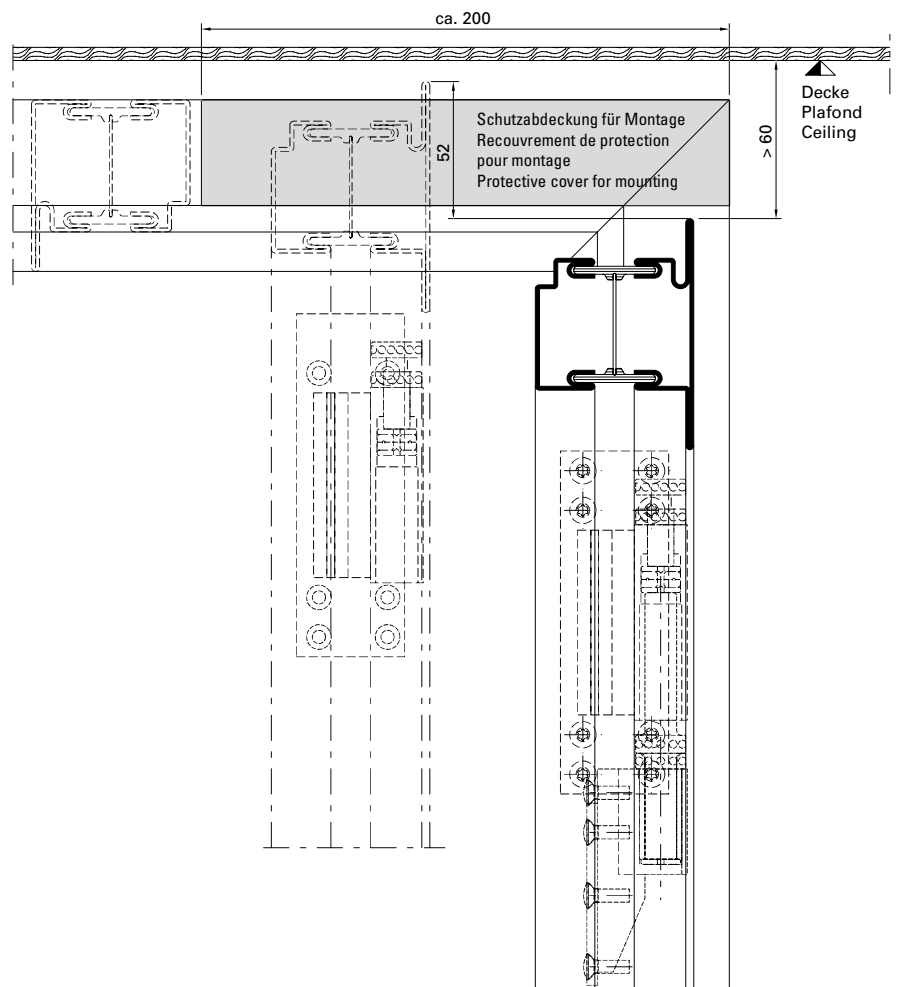 ca. 200
Decke
Plafond
Ceiling
Schutzabdeckung für Montage
Recouvrement de protection
pour montage
Protective cover for mounting
52
> 60